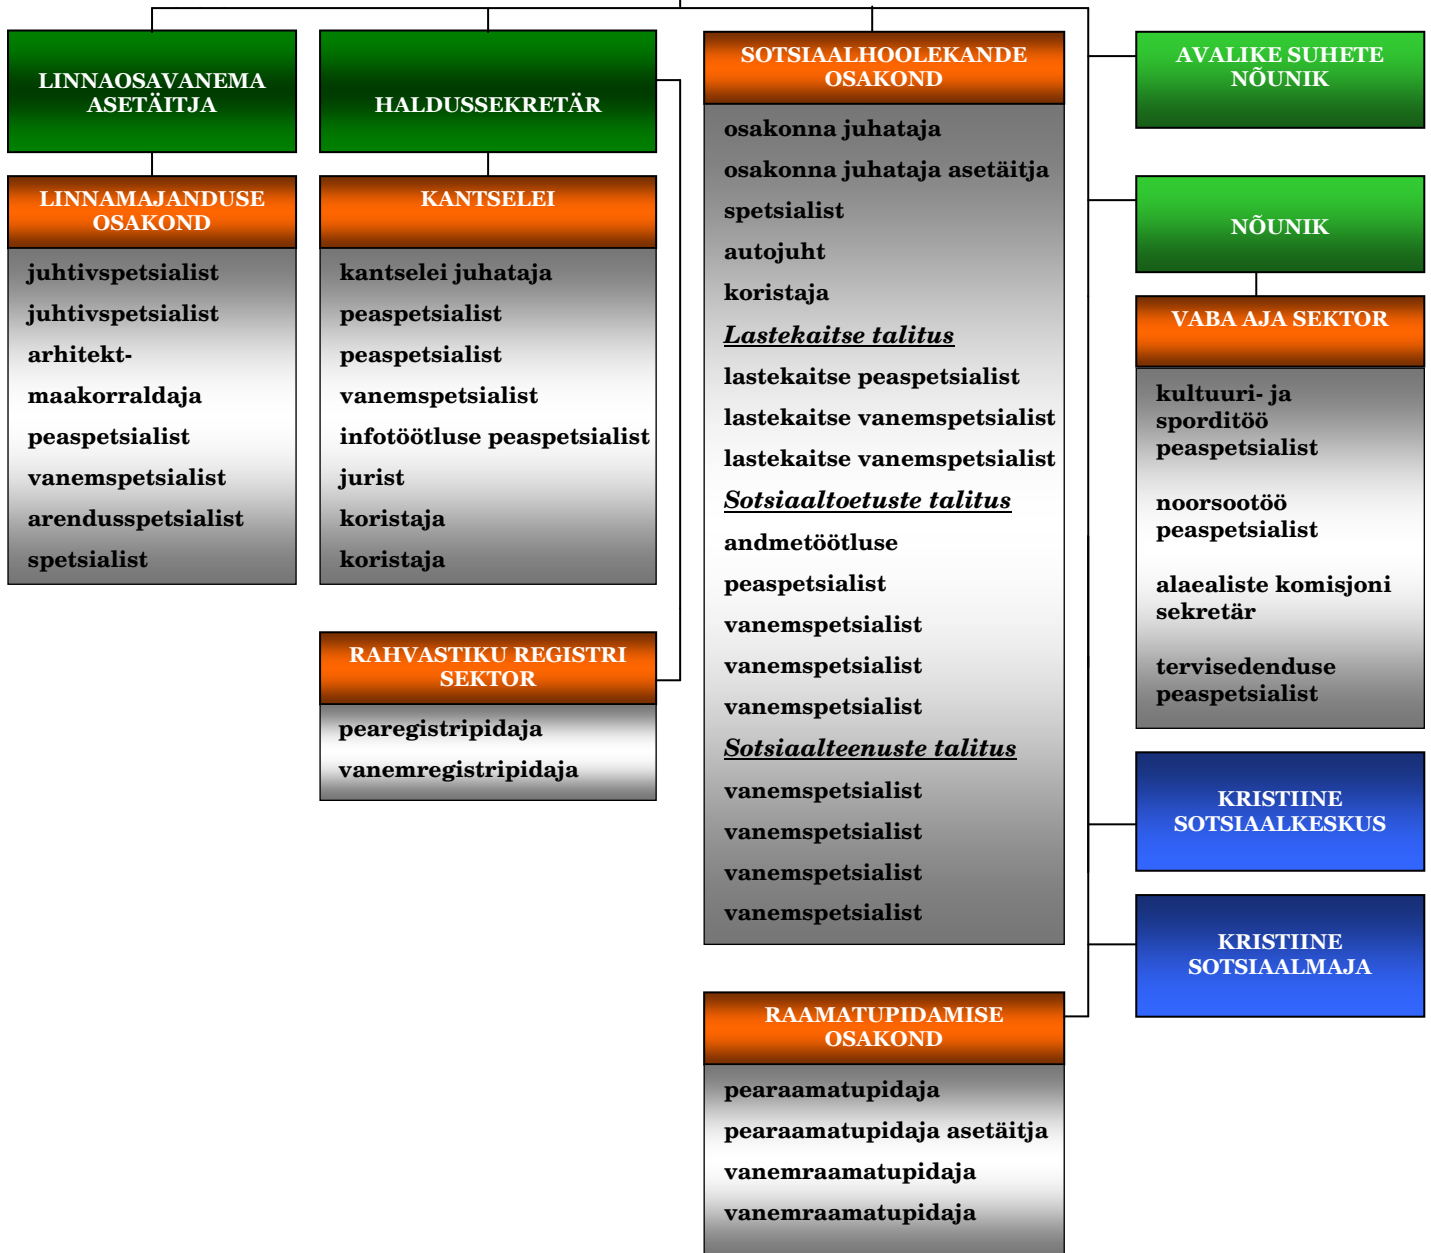 LINNAOSAVANEMA
ASETÄITJA
LINNAMAJANDUSE
OSAKOND
juhtivspetsialist
juhtivspetsialist
arhitekt-
maakorraldaja
peaspetsialist
vanemspetsialist
arendusspetsialist
spetsialist
HALDUSSEKRETÄR
KANTSELEI
kantselei juhataja
peaspetsialist
peaspetsialist
vanemspetsialist
infotöötluse peaspetsialist
jurist
koristaja
koristaja
RAHVASTIKU REGISTRI
SEKTOR
pearegistripidaja
vanemregistripidaja
SOTSIAALHOOLEKANDE
OSAKOND
osakonna juhataja
osakonna juhataja asetäitja
spetsialist
autojuht
koristaja
Lastekaitse talitus
lastekaitse peaspetsialist
lastekaitse vanemspetsialist
lastekaitse vanemspetsialist
Sotsiaaltoetuste talitus
andmetöötluse
peaspetsialist
vanemspetsialist
vanemspetsialist
vanemspetsialist
Sotsiaalteenuste talitus
vanemspetsialist
vanemspetsialist
vanemspetsialist
vanemspetsialist
RAAMATUPIDAMISE
OSAKOND
pearaamatupidaja
pearaamatupidaja asetäitja
vanemraamatupidaja
vanemraamatupidaja
AVALIKE SUHETE
NÕUNIK
NÕUNIK
VABA AJA SEKTOR
kultuuri- ja
sporditöö
peaspetsialist
noorsootöö
peaspetsialist
alaealiste komisjoni
sekretär
tervisedenduse
peaspetsialist
KRISTIINE
SOTSIAALKESKUS
KRISTIINE
SOTSIAALMAJA